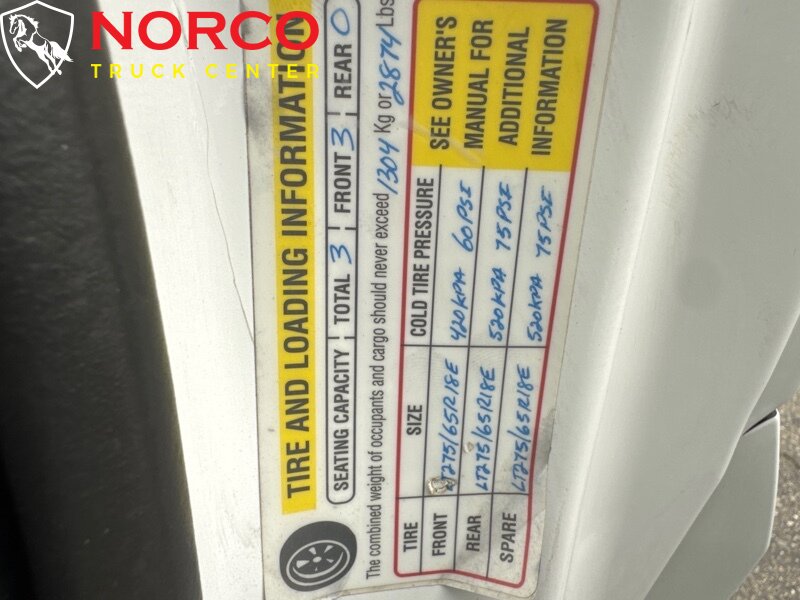 NORCO
TRUCK CENTER
TIRE AND LOADING INFORMATION
SEATING CAPACITY TOTAL 3 FRONT 3 REAR 0
The combined weight of occupants and cargo should never exceed 1304 Kg or 2874 Lbs
TIRE SIZE COLD TIRE PRESSURE SEE OWNER'S MANUAL FOR ADDITIONAL INFORMATION
FRONT LT275/65R18E 420KPA 60PSI
REAR LT275/65R18E 520KPA 75PSI
SPARE LT275/65R18E 520KPA 75PSI